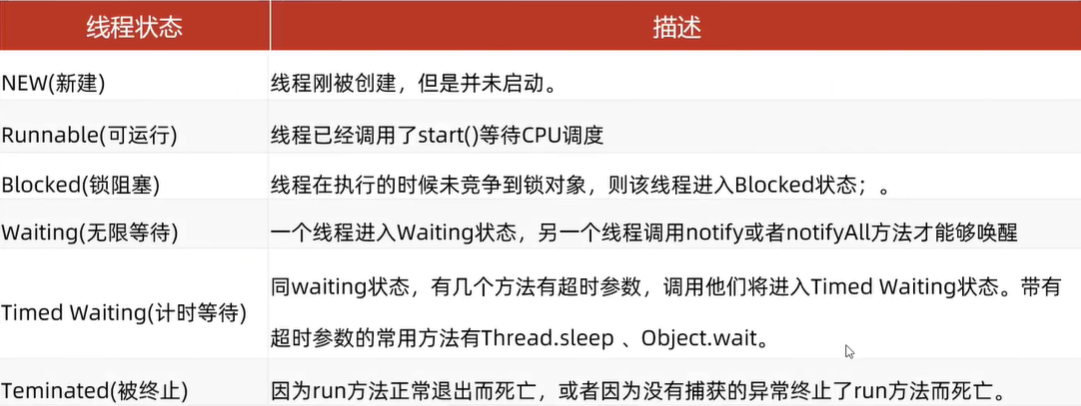 线程状态 描述
NEW(新建) 线程刚被创建，但是并未启动。
Runnable(可运行) 线程已经调用了start()等待CPU调度
Blocked(锁阻塞) 线程在执行的时候未竞争到锁对象，则该线程进入Blocked状态；。
Waiting(无限等待) 一个线程进入Waiting状态，另一个线程调用notify或者notifyAll方法才能够唤醒
Timed Waiting(计时等待) 同waiting状态，有几个方法有超时参数，调用他们将进入Timed Waiting状态。带有
超时参数的常用方法有Thread.sleep 、Object.wait。
Teminated(被终止) 因为run方法正常退出而死亡，或者因为没有捕获的异常终止了run方法而死亡。